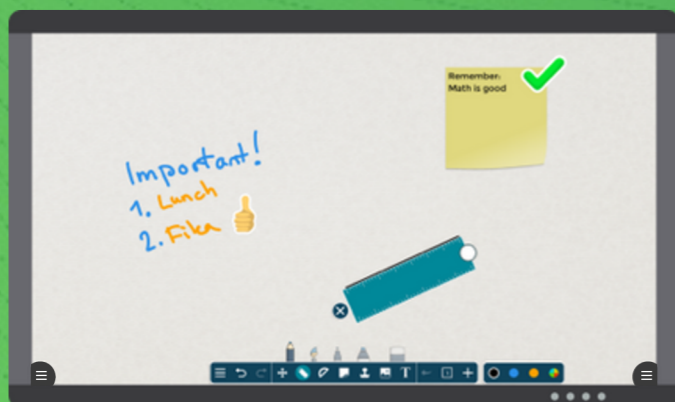 Important!
1. Lunch
2. Fika
Remember:
Math is good
T